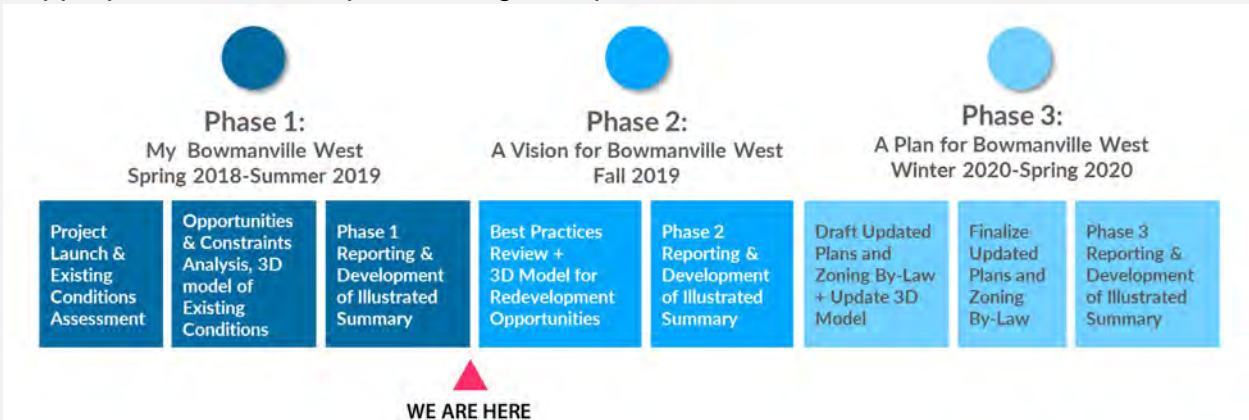 Phase 1:
My Bowmanville West
Spring 2018-Summer 2019
Phase 2:
A Vision for Bowmanville West
Fall 2019
Phase 3:
A Plan for Bowmanville West
Winter 2020-Spring 2020
Project
Launch &
Existing
Conditions
Assessment
Opportunities
& Constraints
Analysis, 3D
model of
Existing
Conditions
Phase 1
Reporting &
Development
of Illustrated
Summary
Best Practices
Review +
3D Model for
Redevelopment
Opportunities
Phase 2
Reporting &
Development
of Illustrated
Summary
Draft Updated
Plans and
Zoning By-Law
+ Update 3D
Model
Finalize
Updated
Plans and
Zoning
By-Law
Phase 3
Reporting &
Development
of Illustrated
Summary
WE ARE HERE